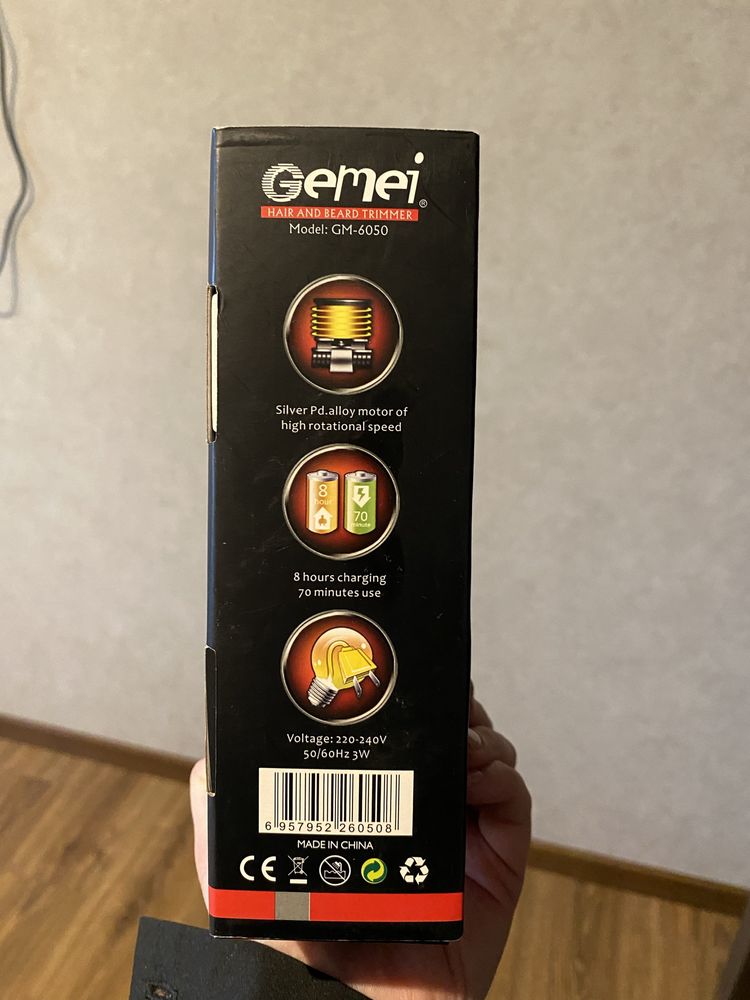 Gemei®
HAIR AND BEARD TRIMMER
Model: GM-6050
Silver Pd.alloy motor of
high rotational speed
8
hour
70
minute
8 hours charging
70 minutes use
Voltage: 220-240V
50/60Hz 3W
6 957952 260508
MADE IN CHINA
CE